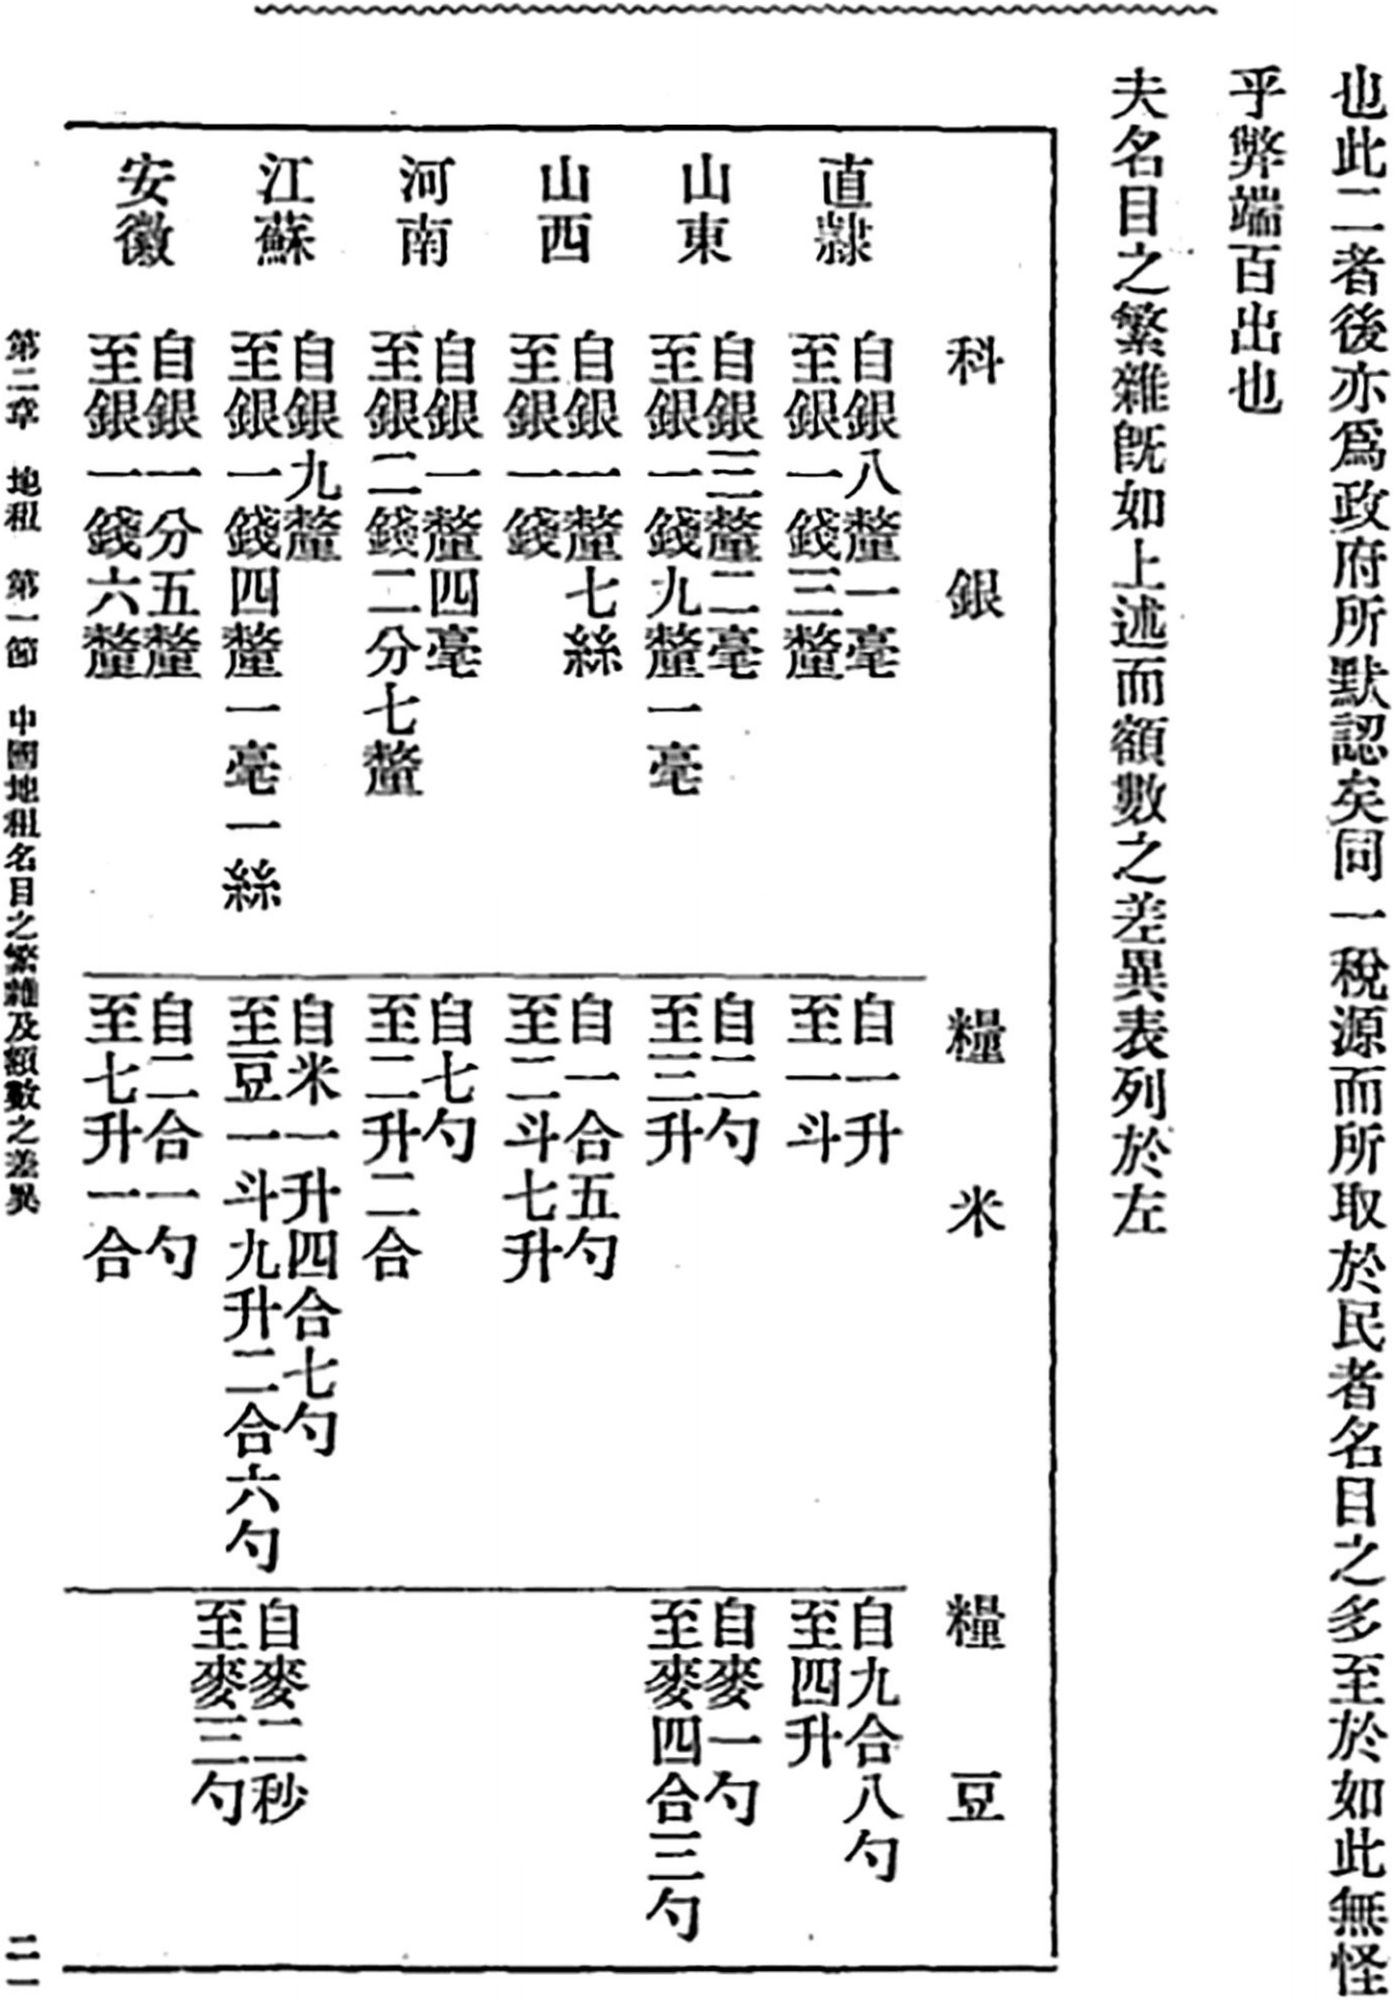 也此二者後亦爲政府所默認矣同一稅源而所取於民者名目之多至於如此無怪
乎弊端百出也
夫名目之繁雜旣如上述而額數之差異表列於左
科銀
糧米
糧豆
直隸
自銀八釐一毫
至銀一錢三釐
自一升
至一斗
自九合八勺
至四升
山東
自銀三釐二毫
至銀一錢九釐一毫
自二勺
至三升
自麥一勺
至麥四合三勺
山西
自銀一釐七絲
至銀一錢
自一合五勺
至二斗七升
河南
自銀一釐四毫
至銀二錢二分七釐
自七勺
至二升二合
江蘇
自銀九釐
至銀一錢四釐一毫一絲
自米一升四合七勺
至豆一斗九升二合六勺
自麥二秒
至麥三勺
安徽
自銀一分五釐
至銀一錢六釐
自二合一勺
至七升一合
第二章 地租 第一節 中國地租名目之繁雜及額數之差異
二一